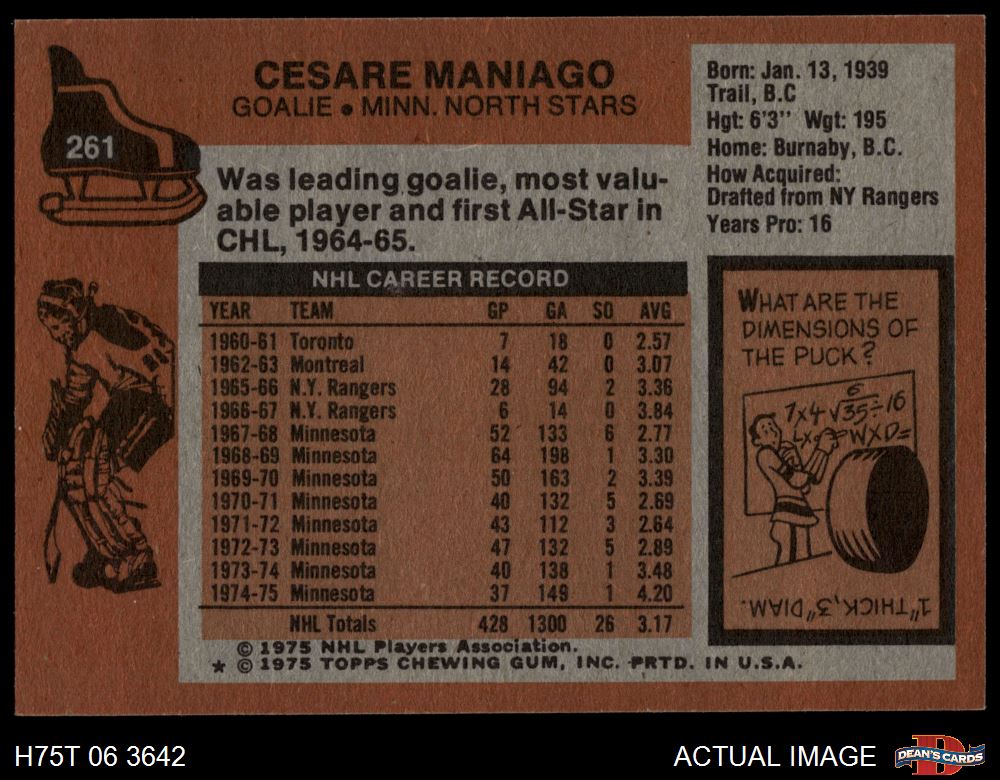 261
CESARE MANIAGO
GOALIE • MINN. NORTH STARS
Born: Jan. 13, 1939
Trail, B.C
Hgt: 6'3" Wgt: 195
Home: Burnaby, B.C.
How Acquired:
Drafted from NY Rangers
Years Pro: 16
Was leading goalie, most valu-
able player and first All-Star in
CHL, 1964-65.
NHL CAREER RECORD
YEAR TEAM GP GA SO AVG
1960-61 Toronto 7 18 0 2.57
1962-63 Montreal 14 42 0 3.07
1965-66 N.Y. Rangers 28 94 2 3.36
1966-67 N.Y. Rangers 6 14 0 3.84
1967-68 Minnesota 52 133 6 2.77
1968-69 Minnesota 64 198 1 3.30
1969-70 Minnesota 50 163 2 3.39
1970-71 Minnesota 40 132 5 2.69
1971-72 Minnesota 43 112 3 2.64
1972-73 Minnesota 47 132 5 2.89
1973-74 Minnesota 40 138 1 3.48
1974-75 Minnesota 37 149 1 4.20
NHL Totals 428 1300 26 3.17
© 1975 NHL Players Association.
★ © 1975 TOPPS CHEWING GUM, INC. PRTD. IN U.S.A.
WHAT ARE THE
DIMENSIONS OF
THE PUCK?
6
7x4 √35÷16
WXD=
1" THICK, 3" DIAM.
H75T 06 3642
ACTUAL IMAGE
DEAN'S CARDS